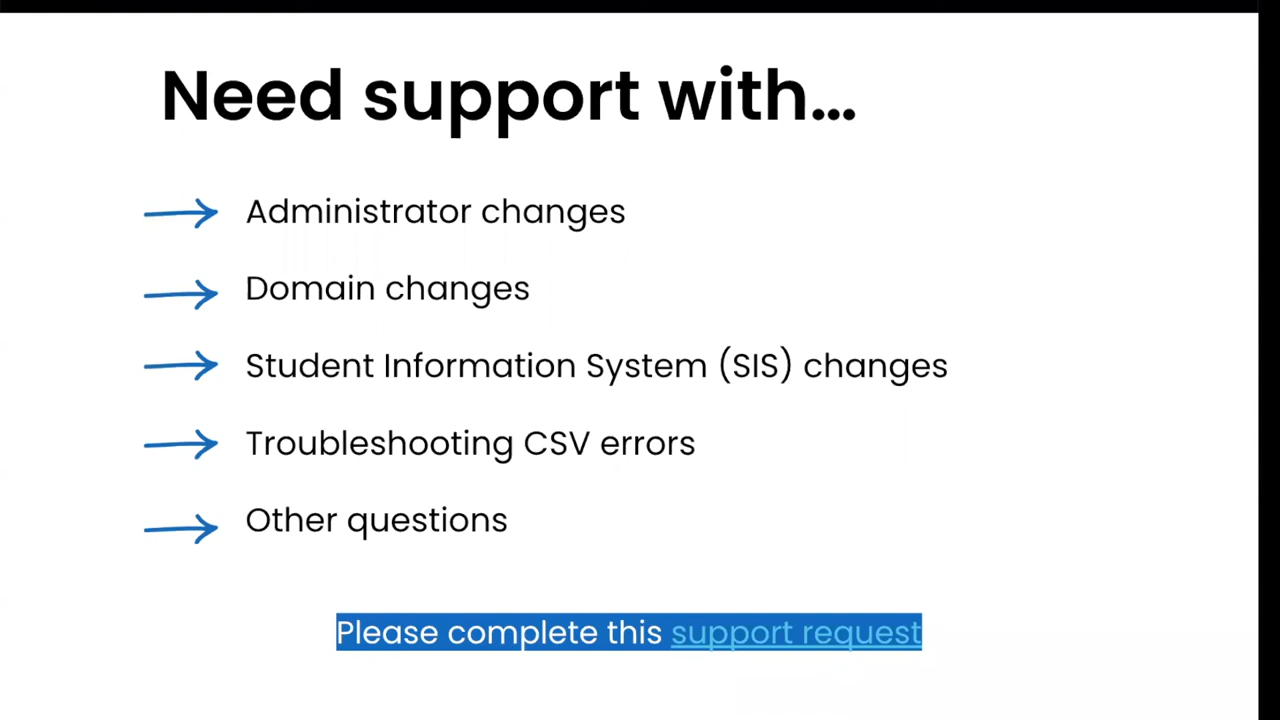 Need support with...
Administrator changes
Domain changes
Student Information System (SIS) changes
Troubleshooting CSV errors
Other questions
Please complete this support request